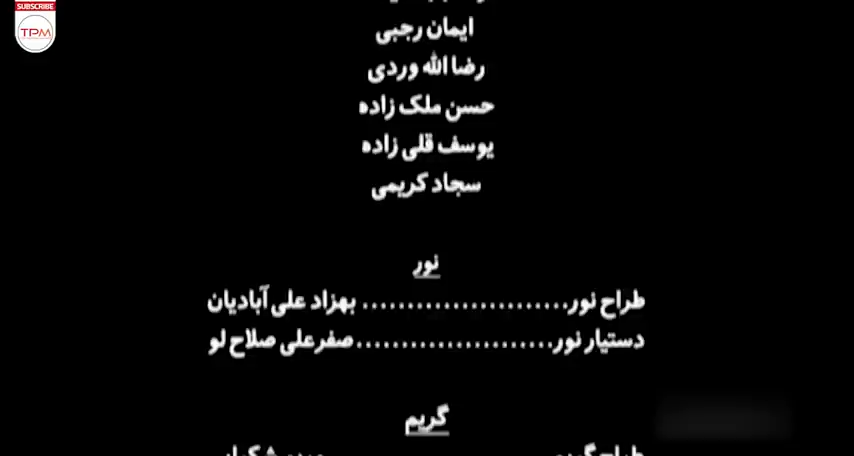 SUBSCRIBE
TPM
ایمان رجبی
رضا الله وردی
حسن ملک زاده
یوسف قلی زاده
سجاد کریمی
نور
طراح نور....................... بهزاد علی آبادیان
دستیار نور......................صفرعلی صلاح لو
گریم